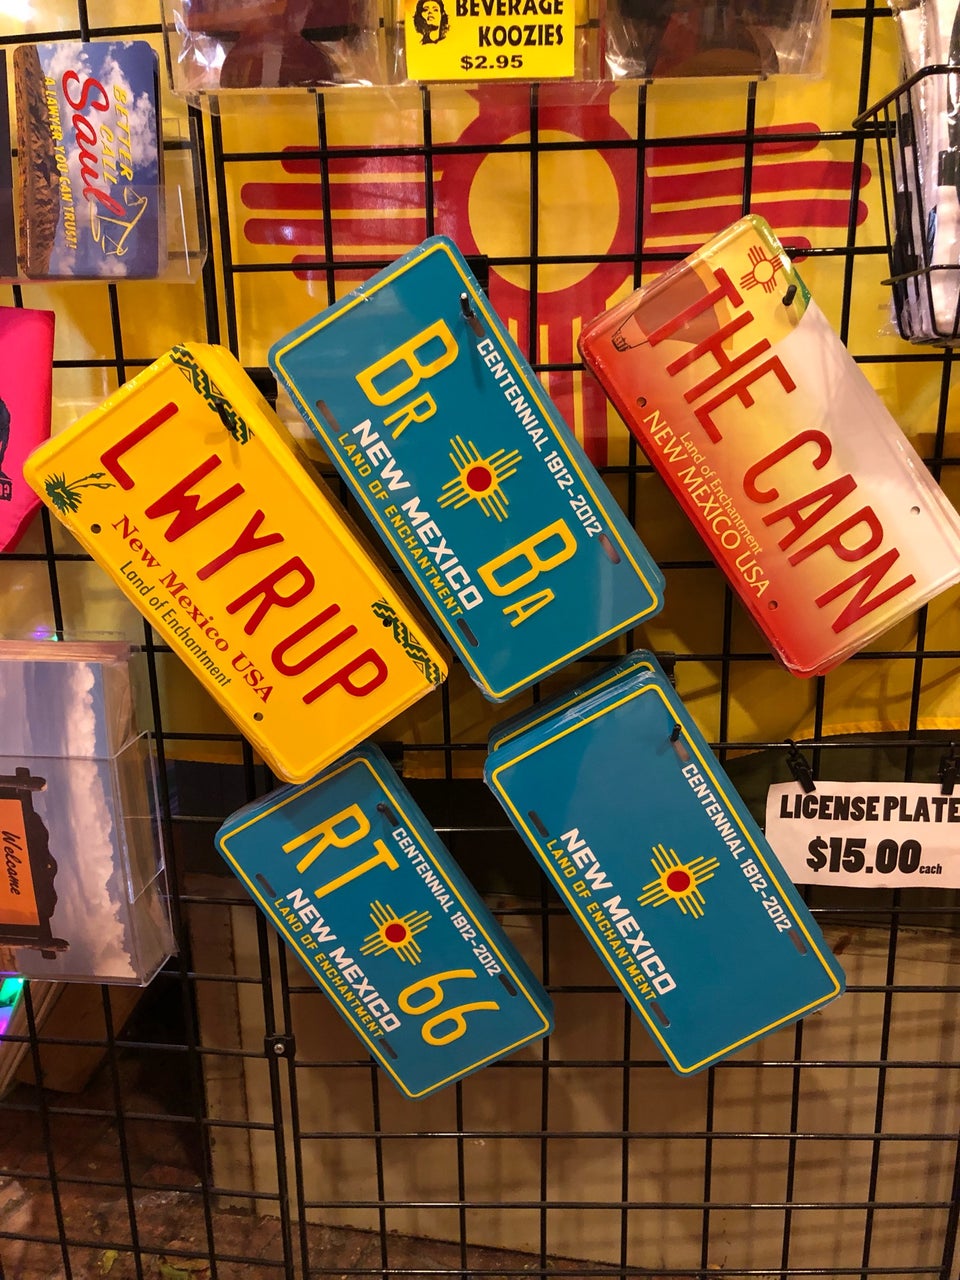 BEVERAGE
KOOZIES
$2.95
BETTER
CALL
Saul
A LAWYER YOU CAN TRUST!
LWYRUP
New Mexico USA
Land of Enchantment
CENTENNIAL 1912-2012
BR BA
NEW MEXICO
LAND OF ENCHANTMENT
THE CAPN
Land of Enchantment
NEW MEXICO USA
CENTENNIAL 1912-2012
RT 66
NEW MEXICO
LAND OF ENCHANTMENT
CENTENNIAL 1912-2012
NEW MEXICO
LAND OF ENCHANTMENT
LICENSE PLATE
$15.00 each
Welcome